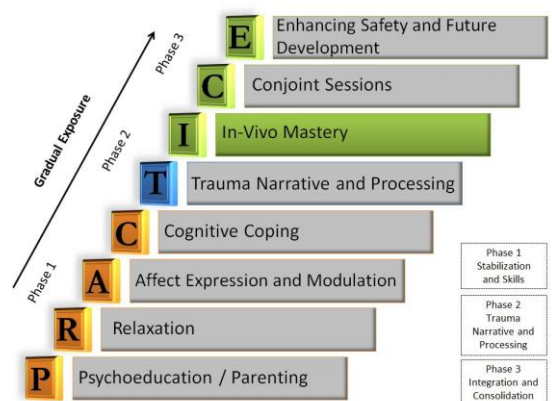 E
Enhancing Safety and Future
Development
C
Conjoint Sessions
I
In-Vivo Mastery
T
Trauma Narrative and Processing
C
Cognitive Coping
A
Affect Expression and Modulation
R
Relaxation
P
Psychoeducation / Parenting
Gradual Exposure
Phase 3
Phase 2
Phase 1
Phase 1
Stabilization
and Skills
Phase 2
Trauma
Narrative and
Processing
Phase 3
Integration and
Consolidation